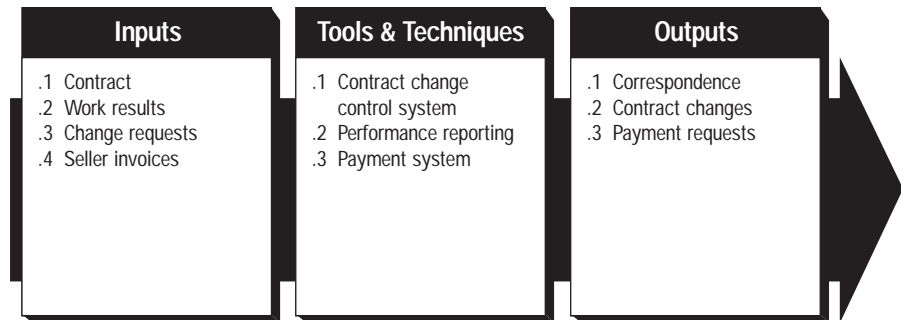 Inputs
.1 Contract
.2 Work results
.3 Change requests
.4 Seller invoices
Tools & Techniques
.1 Contract change
control system
.2 Performance reporting
.3 Payment system
Outputs
.1 Correspondence
.2 Contract changes
.3 Payment requests